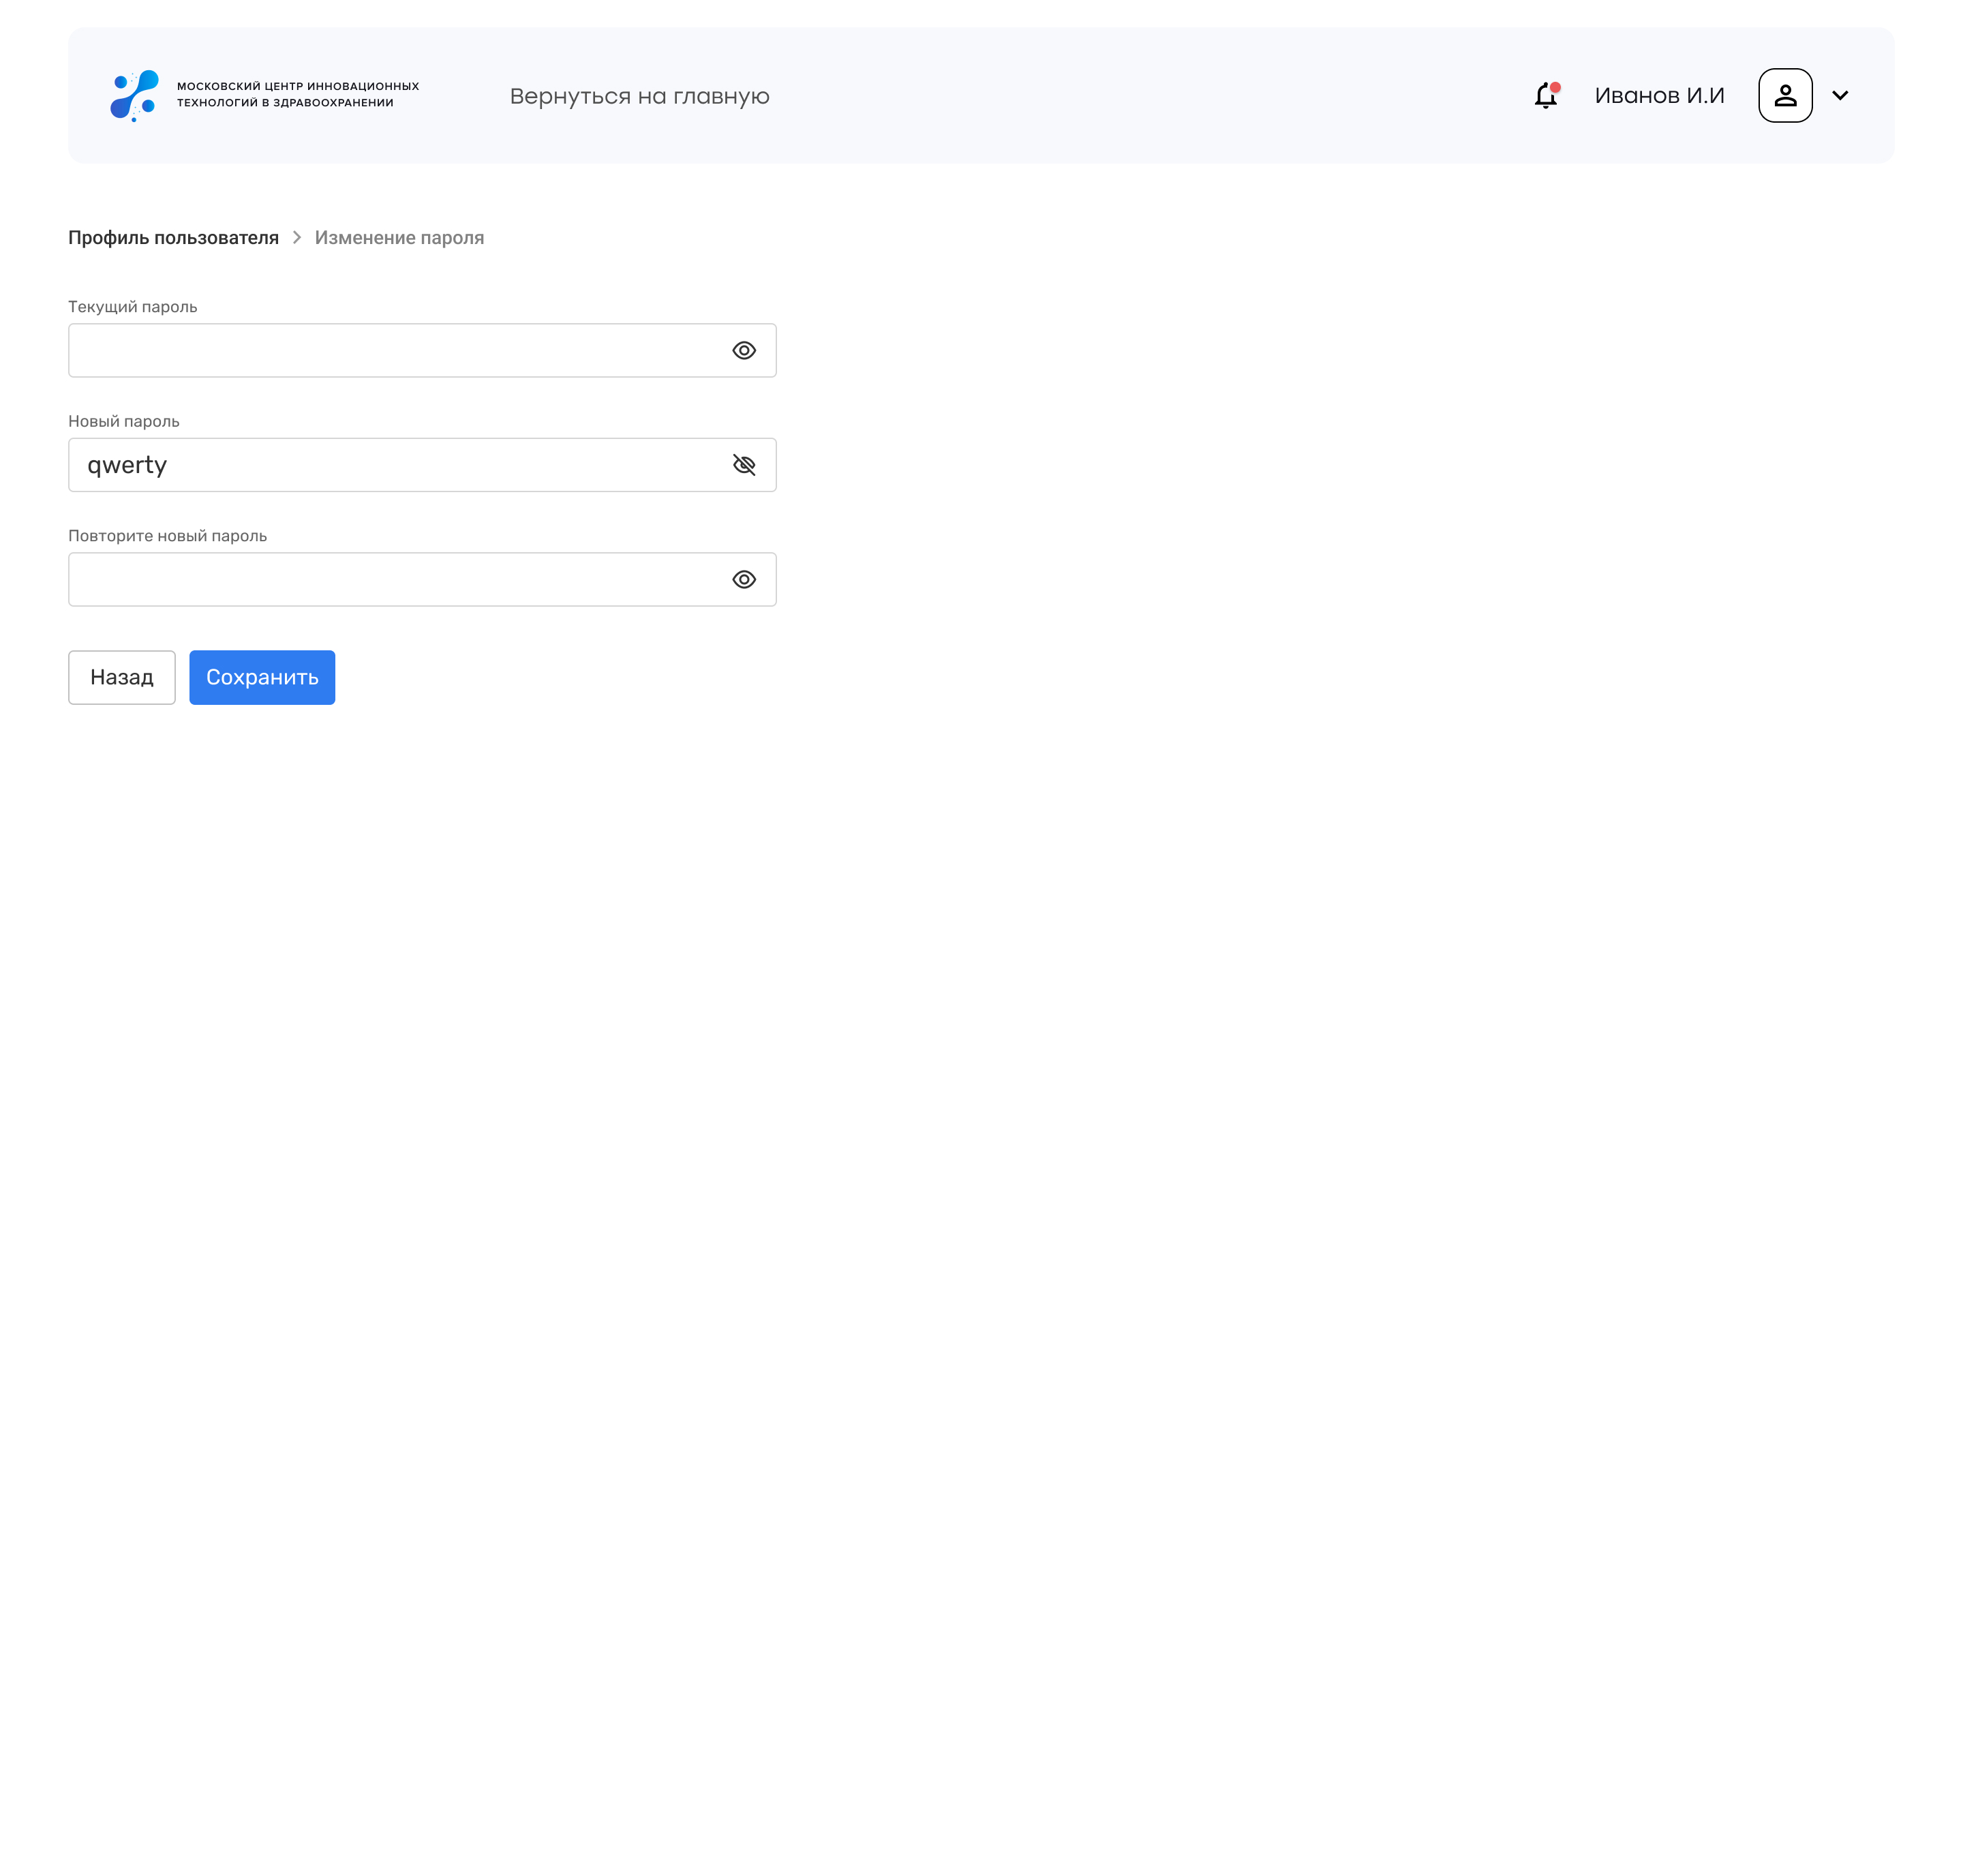 МОСКОВСКИЙ ЦЕНТР ИННОВАЦИОННЫХ
ТЕХНОЛОГИЙ В ЗДРАВООХРАНЕНИИ
Вернуться на главную
Иванов И.И
Профиль пользователя > Изменение пароля
Текущий пароль
Новый пароль
qwerty
Повторите новый пароль
Назад
Сохранить